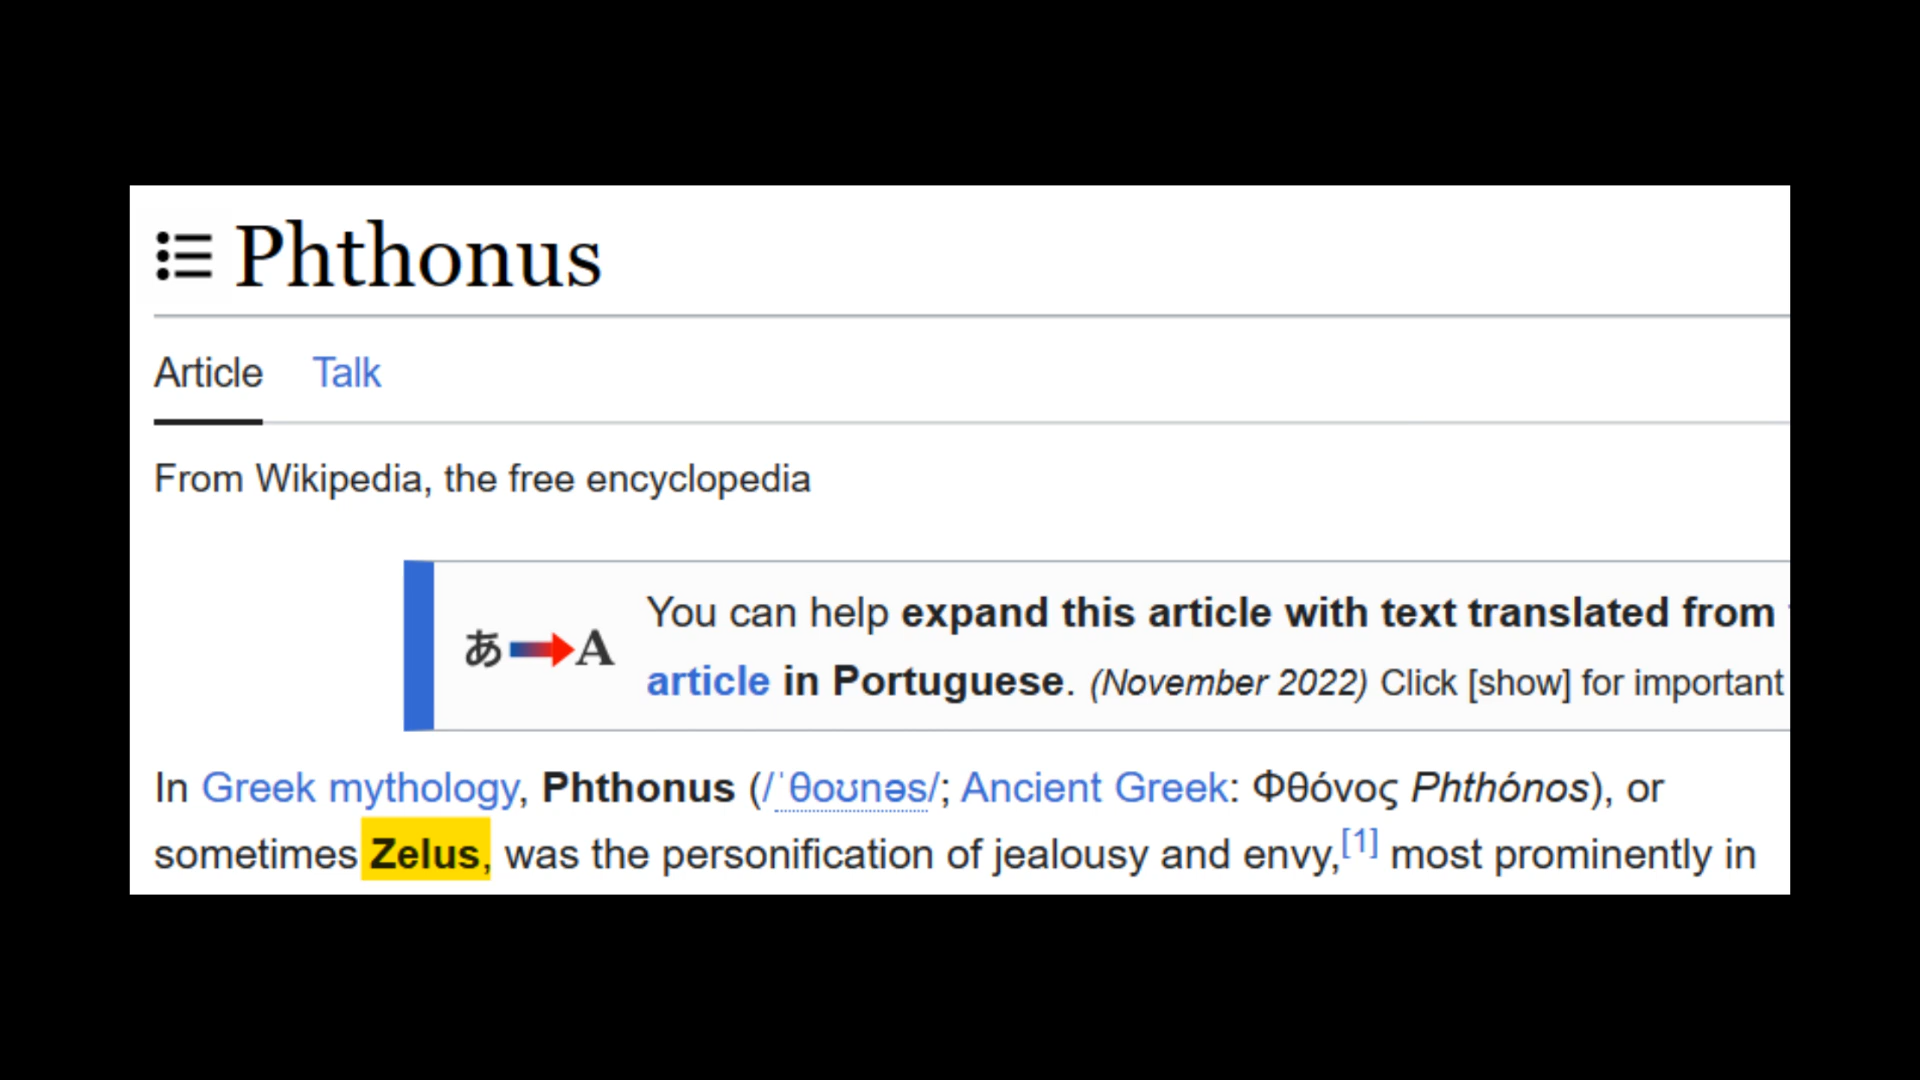 Phthonus
Article Talk
From Wikipedia, the free encyclopedia
You can help expand this article with text translated from
あ A
article in Portuguese. (November 2022) Click [show] for important
In Greek mythology, Phthonus (/ˈθoʊnəs/; Ancient Greek: Φθόνος Phthónos), or
sometimes Zelus, was the personification of jealousy and envy,[1] most prominently in